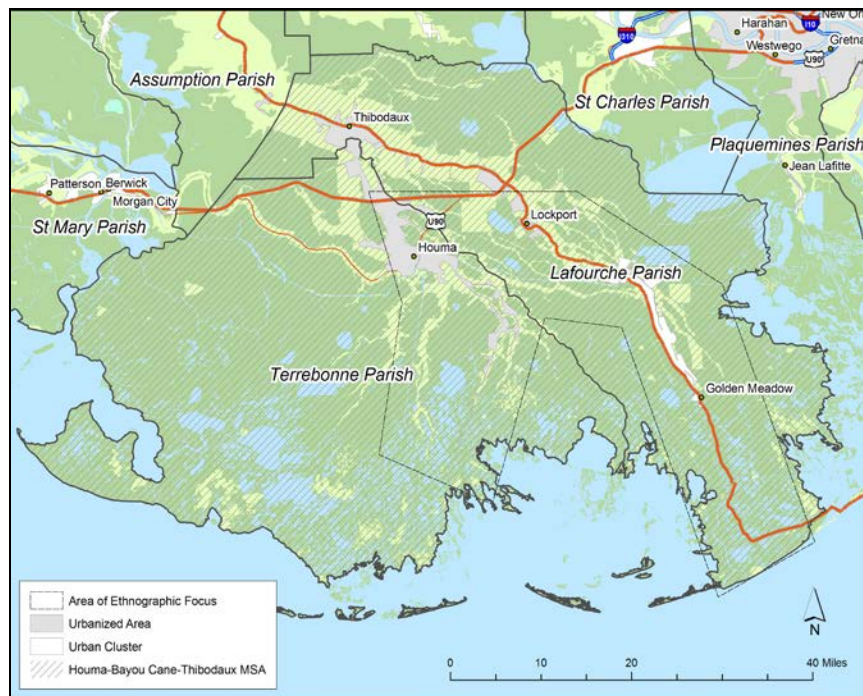 New Orl
I10
Harahan
I310
Gretna
Westwego
U90
Assumption Parish
St Charles Parish
Thibodaux
Plaquemines Parish
Jean Lafitte
Patterson
Berwick
Morgan City
St Mary Parish
U90
Lockport
Houma
Lafourche Parish
Terrebonne Parish
Golden Meadow
Area of Ethnographic Focus
Urbanized Area
Urban Cluster
Houma-Bayou Cane-Thibodaux MSA
N
0 10 20 40 Miles